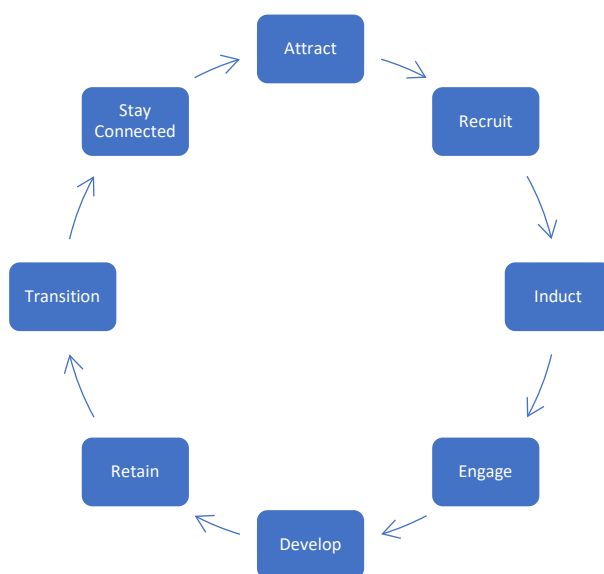 Attract
Recruit
Induct
Engage
Develop
Retain
Transition
Stay
Connected